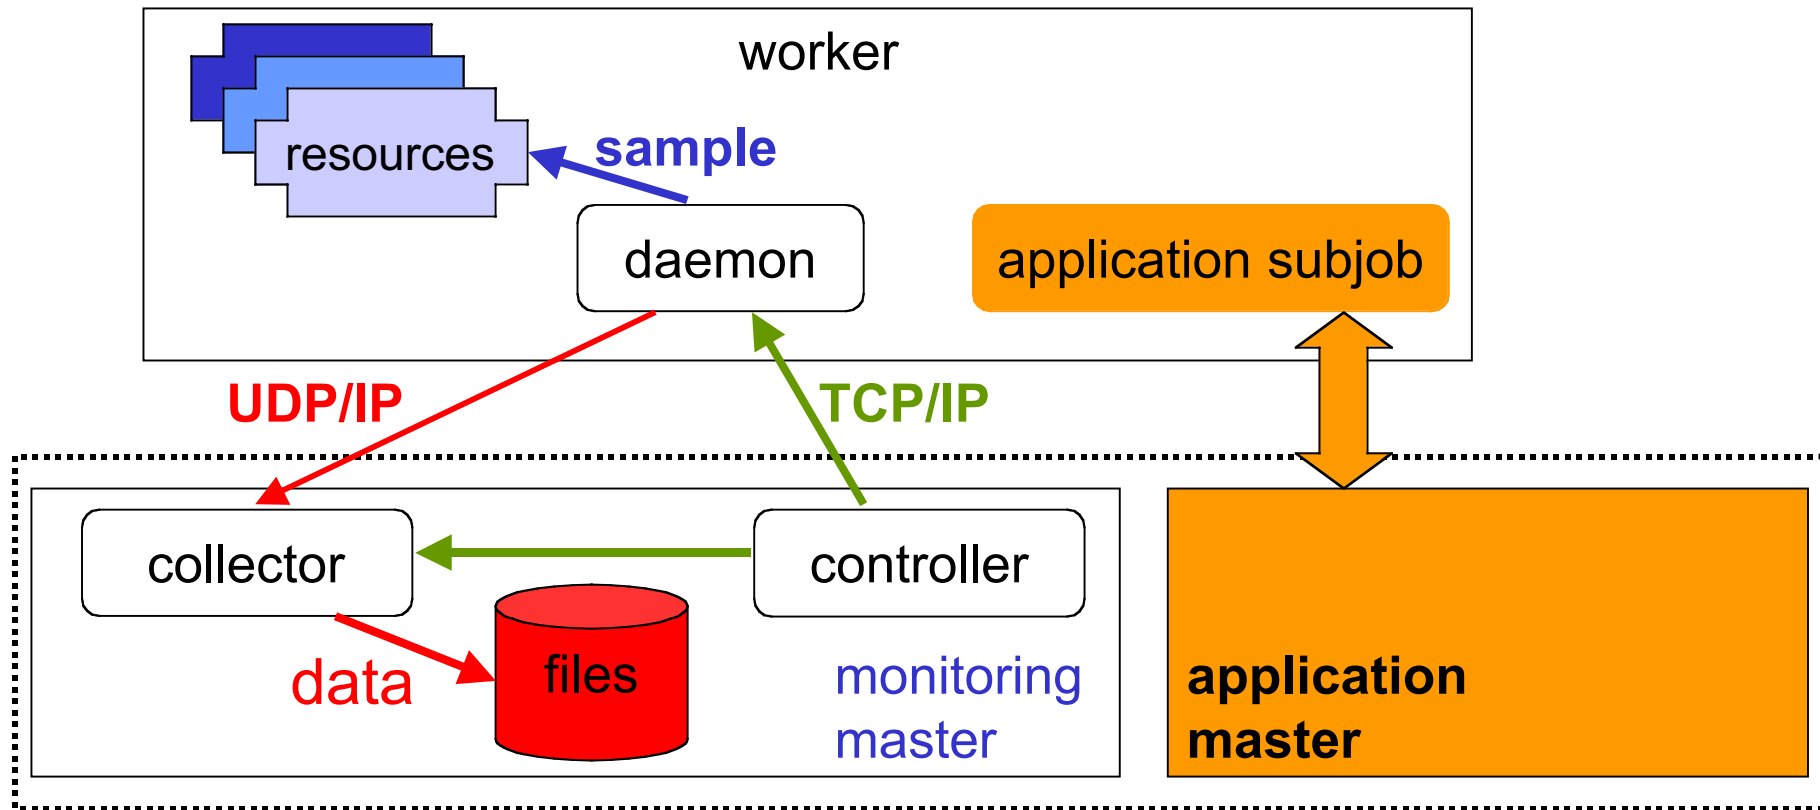 worker
resources
sample
daemon
application subjob
UDP/IP
TCP/IP
collector
controller
data
files
monitoring
master
application
master